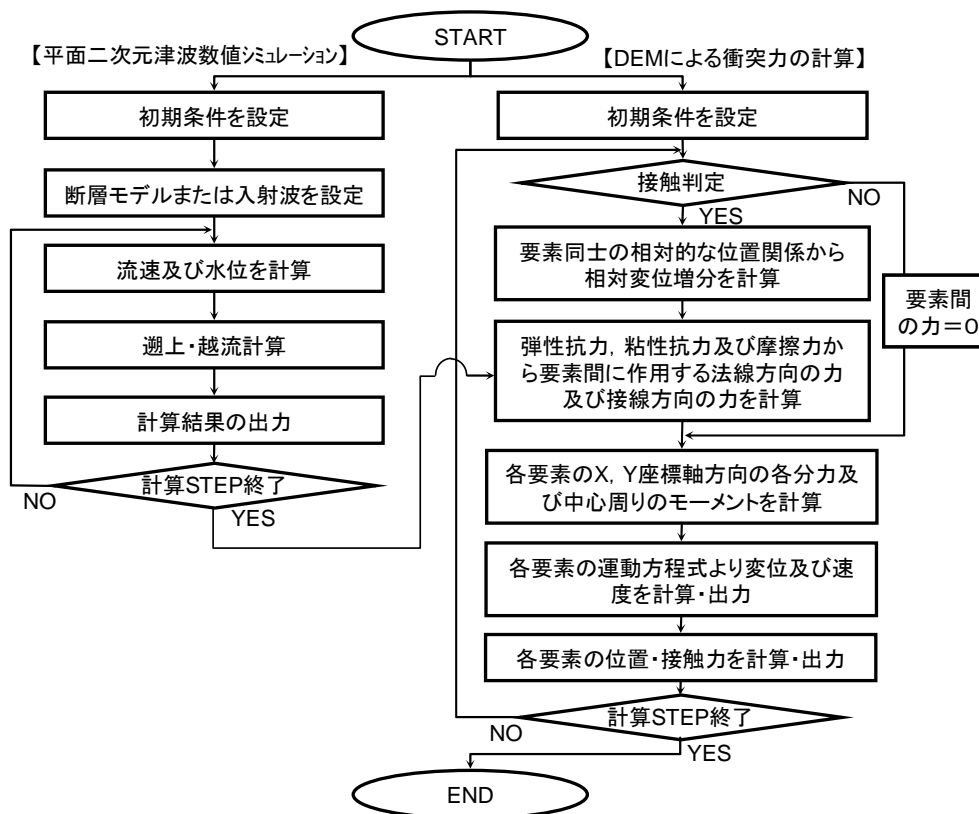 START
【平面二次元津波数値シミュレーション】
初期条件を設定
断層モデルまたは入射波を設定
流速及び水位を計算
遡上・越流計算
計算結果の出力
計算STEP終了
NO
YES
【DEMによる衝突力の計算】
初期条件を設定
接触判定
NO
YES
要素同士の相対的な位置関係から
相対変位増分を計算
要素間
の力＝0
弾性抗力，粘性抗力及び摩擦力か
ら要素間に作用する法線方向の力
及び接線方向の力を計算
各要素のX，Y座標軸方向の各分力及
び中心周りのモーメントを計算
各要素の運動方程式より変位及び速
度を計算・出力
各要素の位置・接触力を計算・出力
計算STEP終了
NO
YES
END